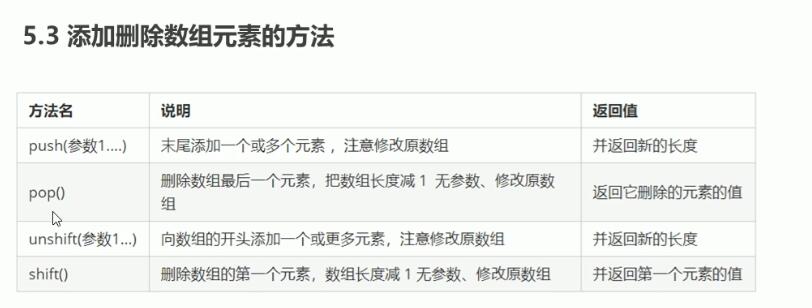 5.3 添加删除数组元素的方法
方法名 说明 返回值
push(参数1....) 末尾添加一个或多个元素，注意修改原数组 并返回新的长度
pop() 删除数组最后一个元素，把数组长度减 1 无参数、修改原数 返回它删除的元素的值
组
unshift(参数1...) 向数组的开头添加一个或更多元素，注意修改原数组 并返回新的长度
shift() 删除数组的第一个元素，数组长度减 1 无参数、修改原数组 并返回第一个元素的值